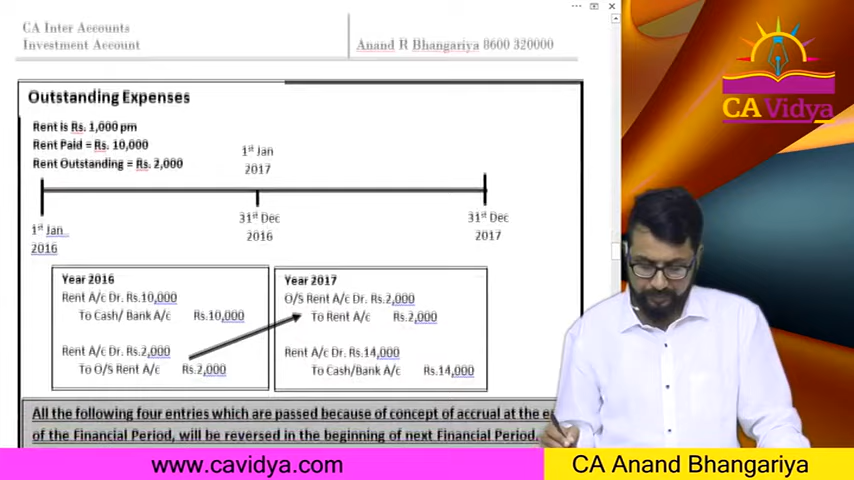 CA Inter Accounts
Investment Account
Anand R Bhangariya 8600 320000
CA Vidya
Outstanding Expenses
Rent is Rs. 1,000 pm
Rent Paid = Rs. 10,000
Rent Outstanding = Rs. 2,000
1st Jan
2017
1st Jan
2016
31st Dec
2016
31st Dec
2017
Year 2016
Rent A/c Dr. Rs.10,000
To Cash/ Bank A/c Rs.10,000
Rent A/c Dr. Rs.2,000
To O/S Rent A/c Rs.2,000
Year 2017
O/S Rent A/c Dr. Rs.2,000
To Rent A/c Rs.2,000
Rent A/c Dr. Rs.14,000
To Cash/Bank A/c Rs.14,000
All the following four entries which are passed because of concept of accrual at the
of the Financial Period, will be reversed in the beginning of next Financial Period.
www.cavidya.com
CA Anand Bhangariya